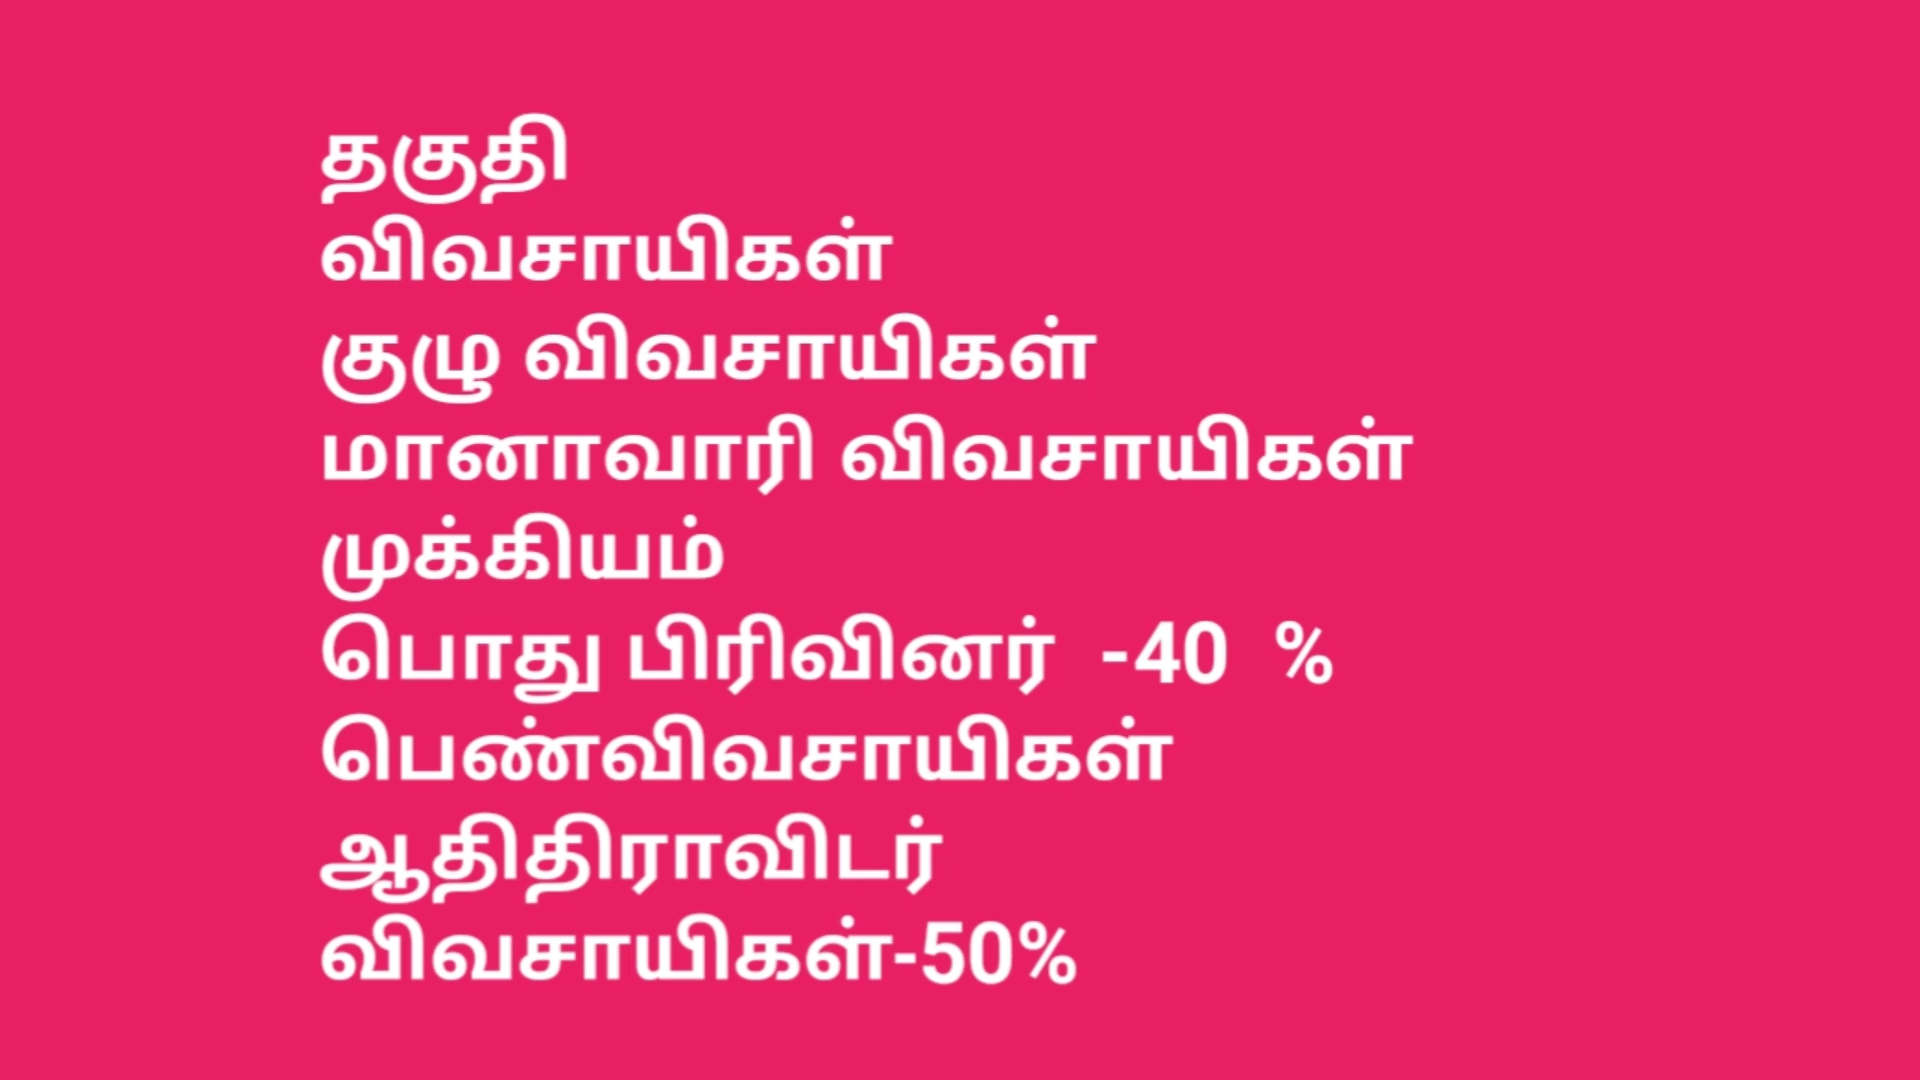 தகுதி
விவசாயிகள்
குழு விவசாயிகள்
மானாவாரி விவசாயிகள்
முக்கியம்
பொது பிரிவினர் -40 %
பெண்விவசாயிகள்
ஆதிதிராவிடர்
விவசாயிகள்-50%